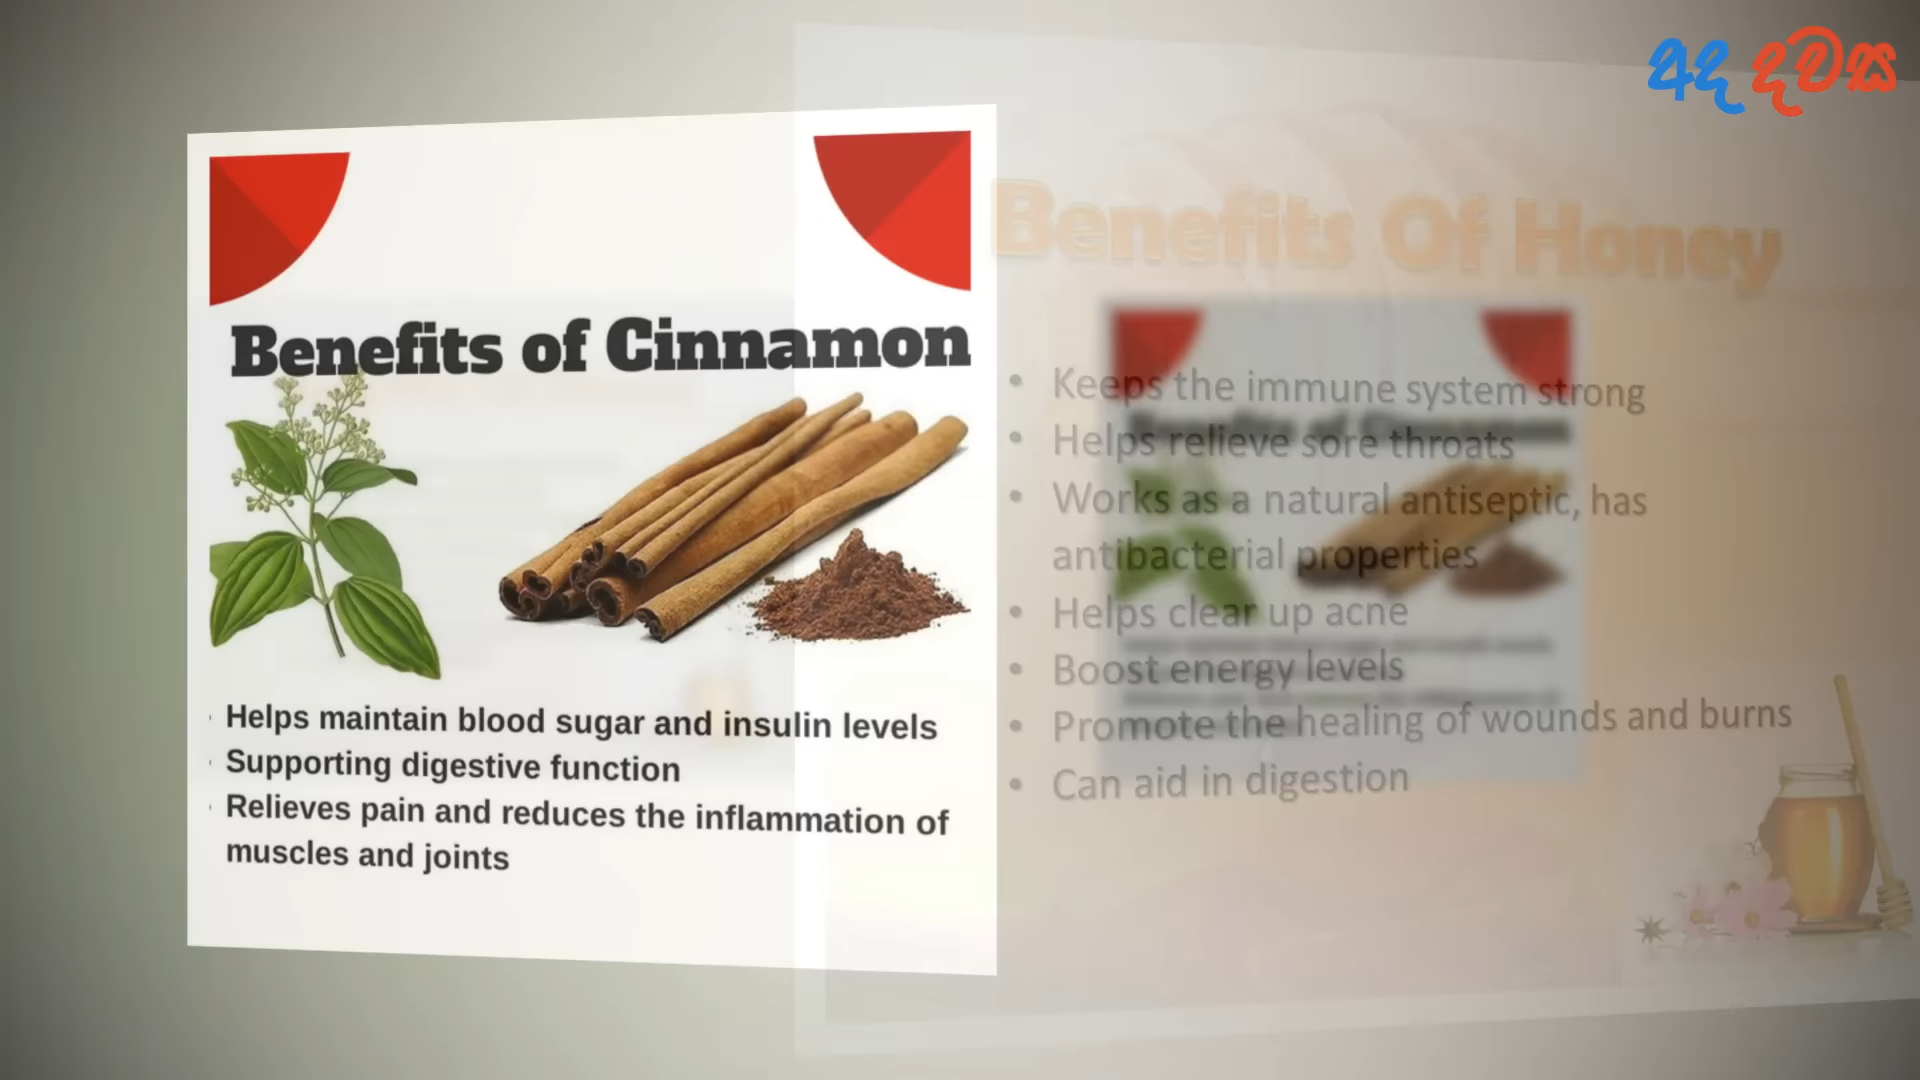 අද දවස
Benefits of Cinnamon
Helps maintain blood sugar and insulin levels
Supporting digestive function
Relieves pain and reduces the inflammation of
muscles and joints
Benefits Of Honey
• Keeps the immune system strong
• Helps relieve sore throats
• Works as a natural antiseptic, has
antibacterial properties
• Helps clear up acne
• Boost energy levels
• Promote the healing of wounds and burns
• Can aid in digestion